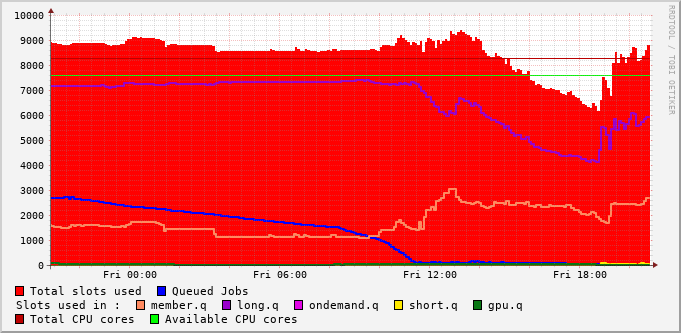 RRDTOOL / TOBI OETIKER
10000
9000
8000
7000
6000
5000
4000
3000
2000
1000
0
Fri 00:00 Fri 06:00 Fri 12:00 Fri 18:00
Total slots used Queued Jobs
Slots used in : member.q long.q ondemand.q short.q gpu.q
Total CPU cores Available CPU cores